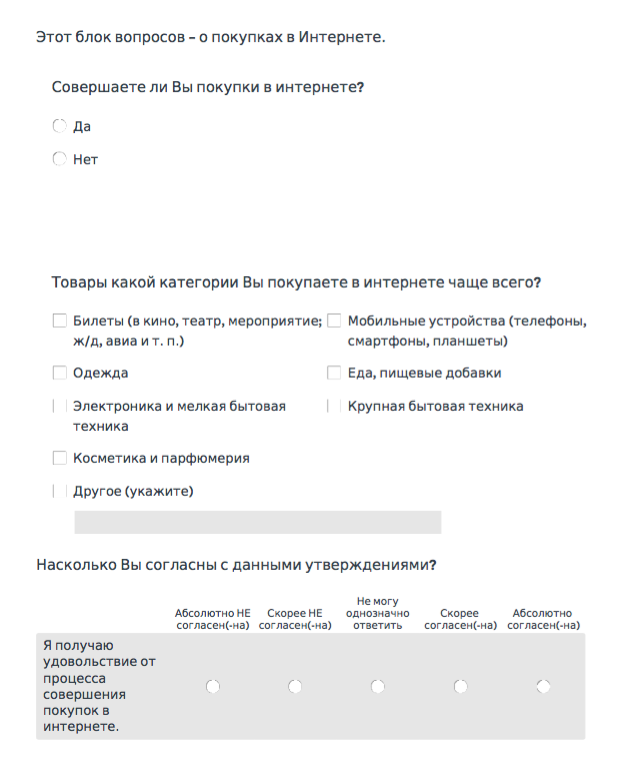 Этот блок вопросов – о покупках в Интернете.
Совершаете ли Вы покупки в интернете?
Да
Нет
Товары какой категории Вы покупаете в интернете чаще всего?
Билеты (в кино, театр, мероприятие;
ж/д, авиа и т. п.)
Мобильные устройства (телефоны,
смартфоны, планшеты)
Одежда
Еда, пищевые добавки
Электроника и мелкая бытовая
техника
Крупная бытовая техника
Косметика и парфюмерия
Другое (укажите)
Насколько Вы согласны с данными утверждениями?
Абсолютно НЕ
согласен(-на)
Скорее НЕ
согласен(-на)
Не могу
однозначно
ответить
Скорее
согласен(-на)
Абсолютно
согласен(-на)
Я получаю
удовольствие от
процесса
совершения
покупок в
интернете.